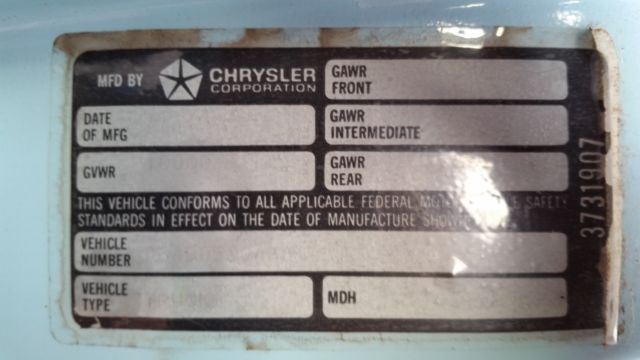 MFD BY CHRYSLER CORPORATION
GAWR FRONT
DATE OF MFG
GAWR INTERMEDIATE
GVWR
GAWR REAR
THIS VEHICLE CONFORMS TO ALL APPLICABLE FEDERAL SAFETY
STANDARDS IN EFFECT ON THE DATE OF MANUFACTURE
VEHICLE NUMBER
VEHICLE TYPE
MDH
3731907